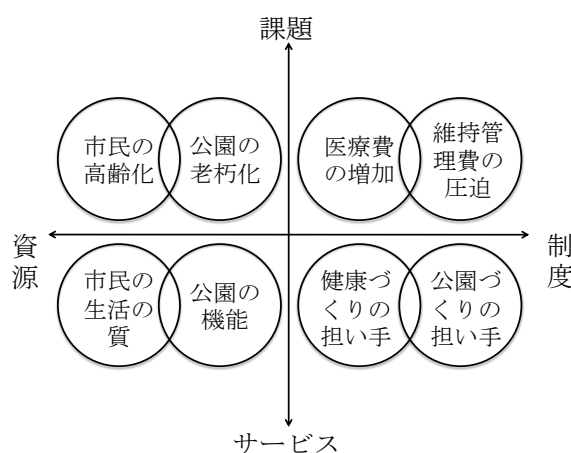 課題
市民の
高齢化
公園の
老朽化
医療費
の増加
維持管
理費の
圧迫
資
源
制
度
市民の
生活の
質
公園の
機能
健康づ
くりの
担い手
公園づ
くりの
担い手
サービス